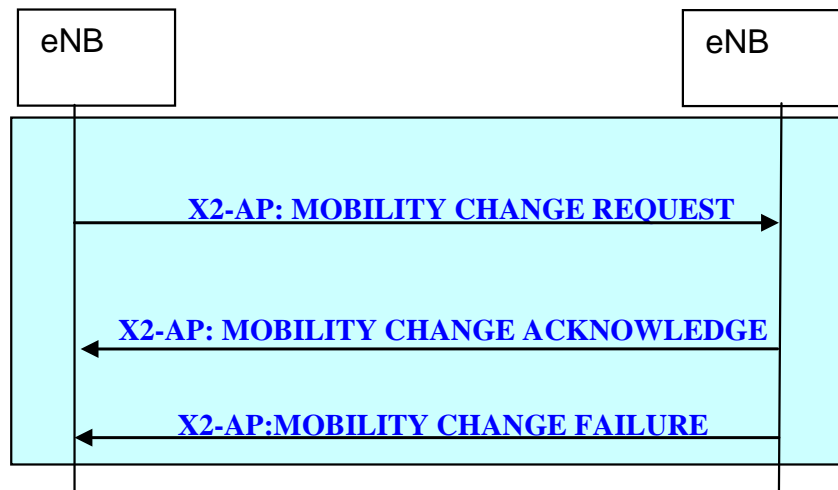 eNB
eNB
X2-AP: MOBILITY CHANGE REQUEST
X2-AP: MOBILITY CHANGE ACKNOWLEDGE
X2-AP:MOBILITY CHANGE FAILURE